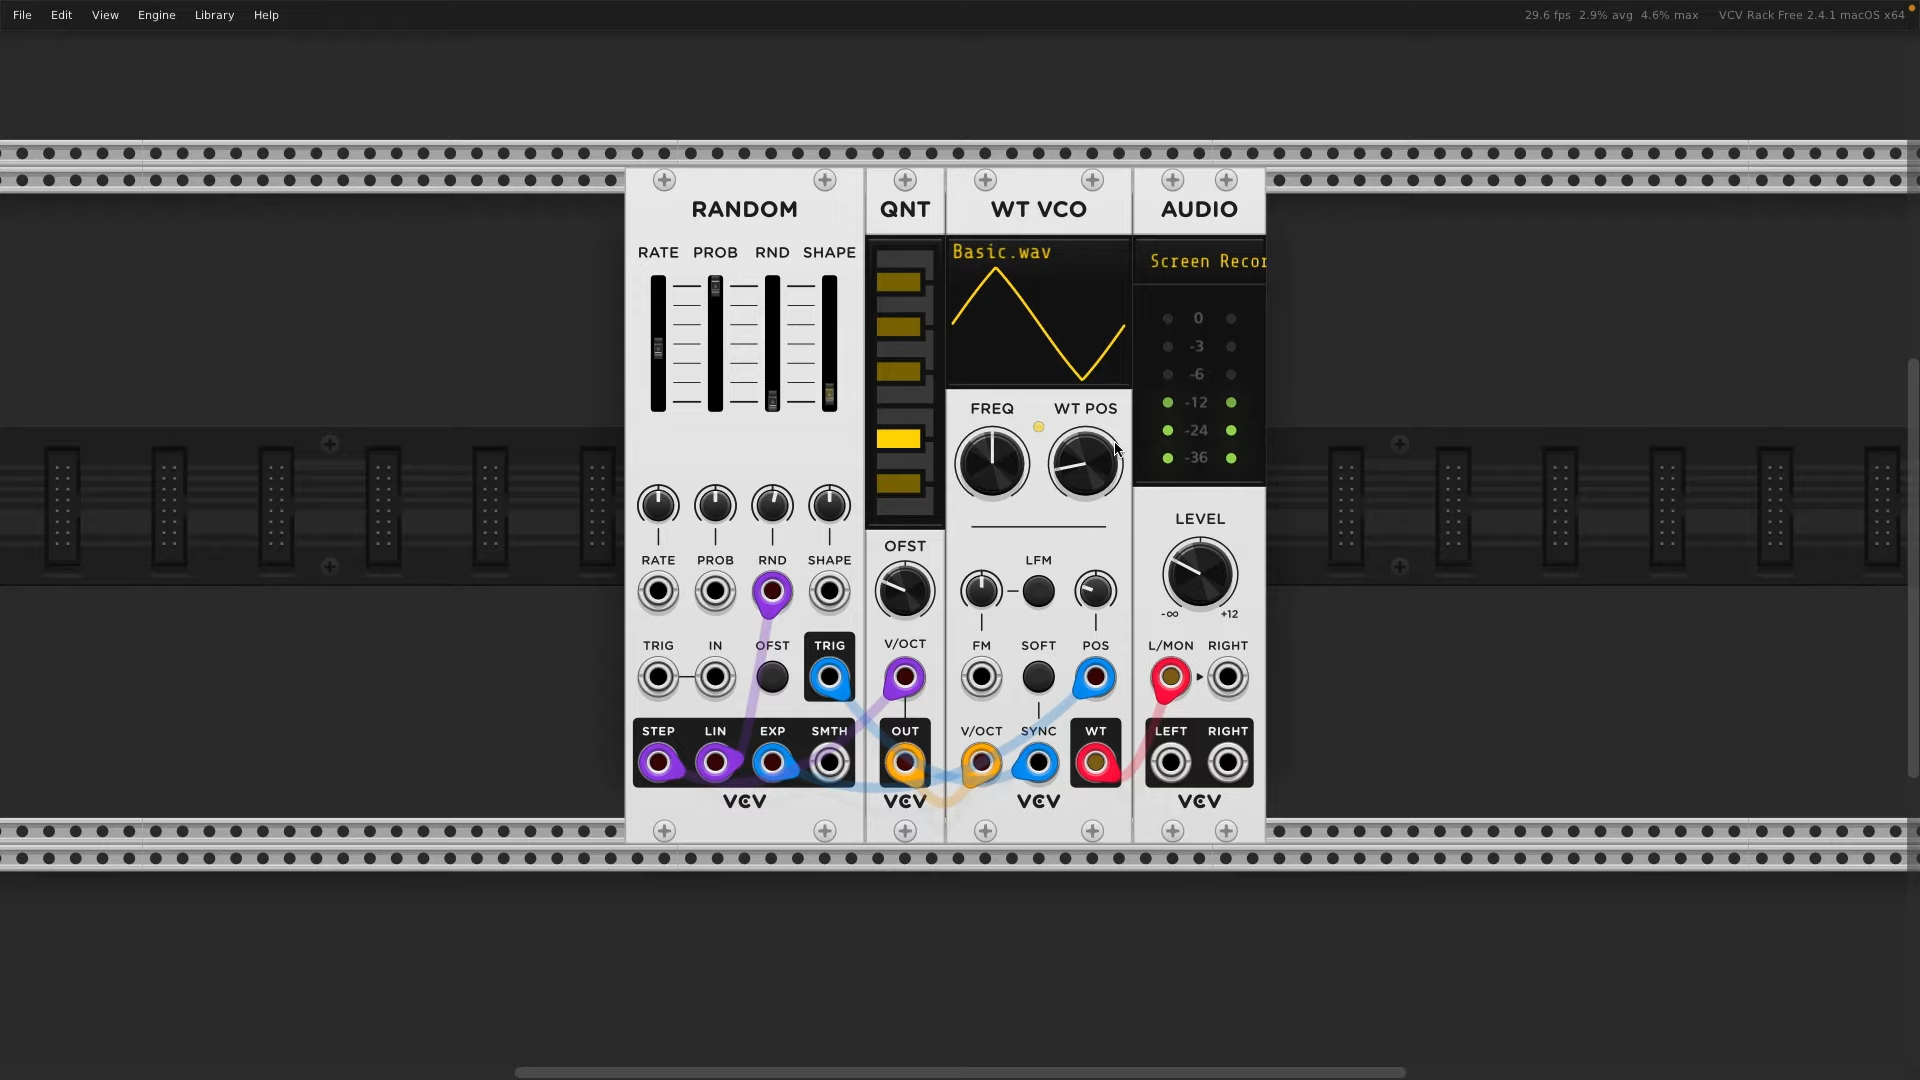 File Edit View Engine Library Help
29.6 fps 2.9% avg 4.6% max VCV Rack Free 2.4.1 macOS x64
RANDOM QNT WT VCO AUDIO
RATE PROB RND SHAPE
Basic.wav
Screen Recor
0
-3
-6
-12
-24
-36
FREQ WT POS
LEVEL
-∞ +12
OFST
RATE PROB RND SHAPE
LFM
TRIG IN OFST TRIG
V/OCT
FM SOFT POS
L/MON RIGHT
STEP LIN EXP SMTH
OUT
V/OCT SYNC WT
LEFT RIGHT
VCV VCV VCV VCV